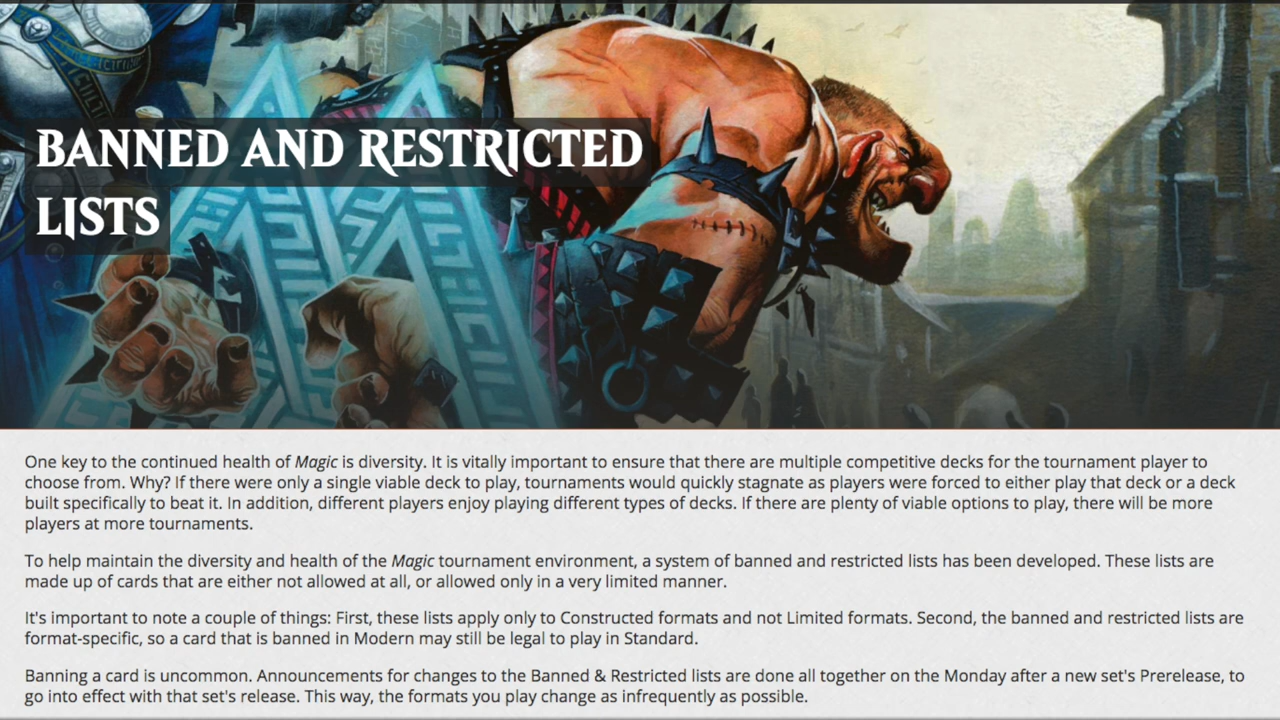 BANNED AND RESTRICTED
LISTS
One key to the continued health of Magic is diversity. It is vitally important to ensure that there are multiple competitive decks for the tournament player to
choose from. Why? If there were only a single viable deck to play, tournaments would quickly stagnate as players were forced to either play that deck or a deck
built specifically to beat it. In addition, different players enjoy playing different types of decks. If there are plenty of viable options to play, there will be more
players at more tournaments.
To help maintain the diversity and health of the Magic tournament environment, a system of banned and restricted lists has been developed. These lists are
made up of cards that are either not allowed at all, or allowed only in a very limited manner.
It's important to note a couple of things: First, these lists apply only to Constructed formats and not Limited formats. Second, the banned and restricted lists are
format-specific, so a card that is banned in Modern may still be legal to play in Standard.
Banning a card is uncommon. Announcements for changes to the Banned & Restricted lists are done all together on the Monday after a new set's Prerelease, to
go into effect with that set's release. This way, the formats you play change as infrequently as possible.